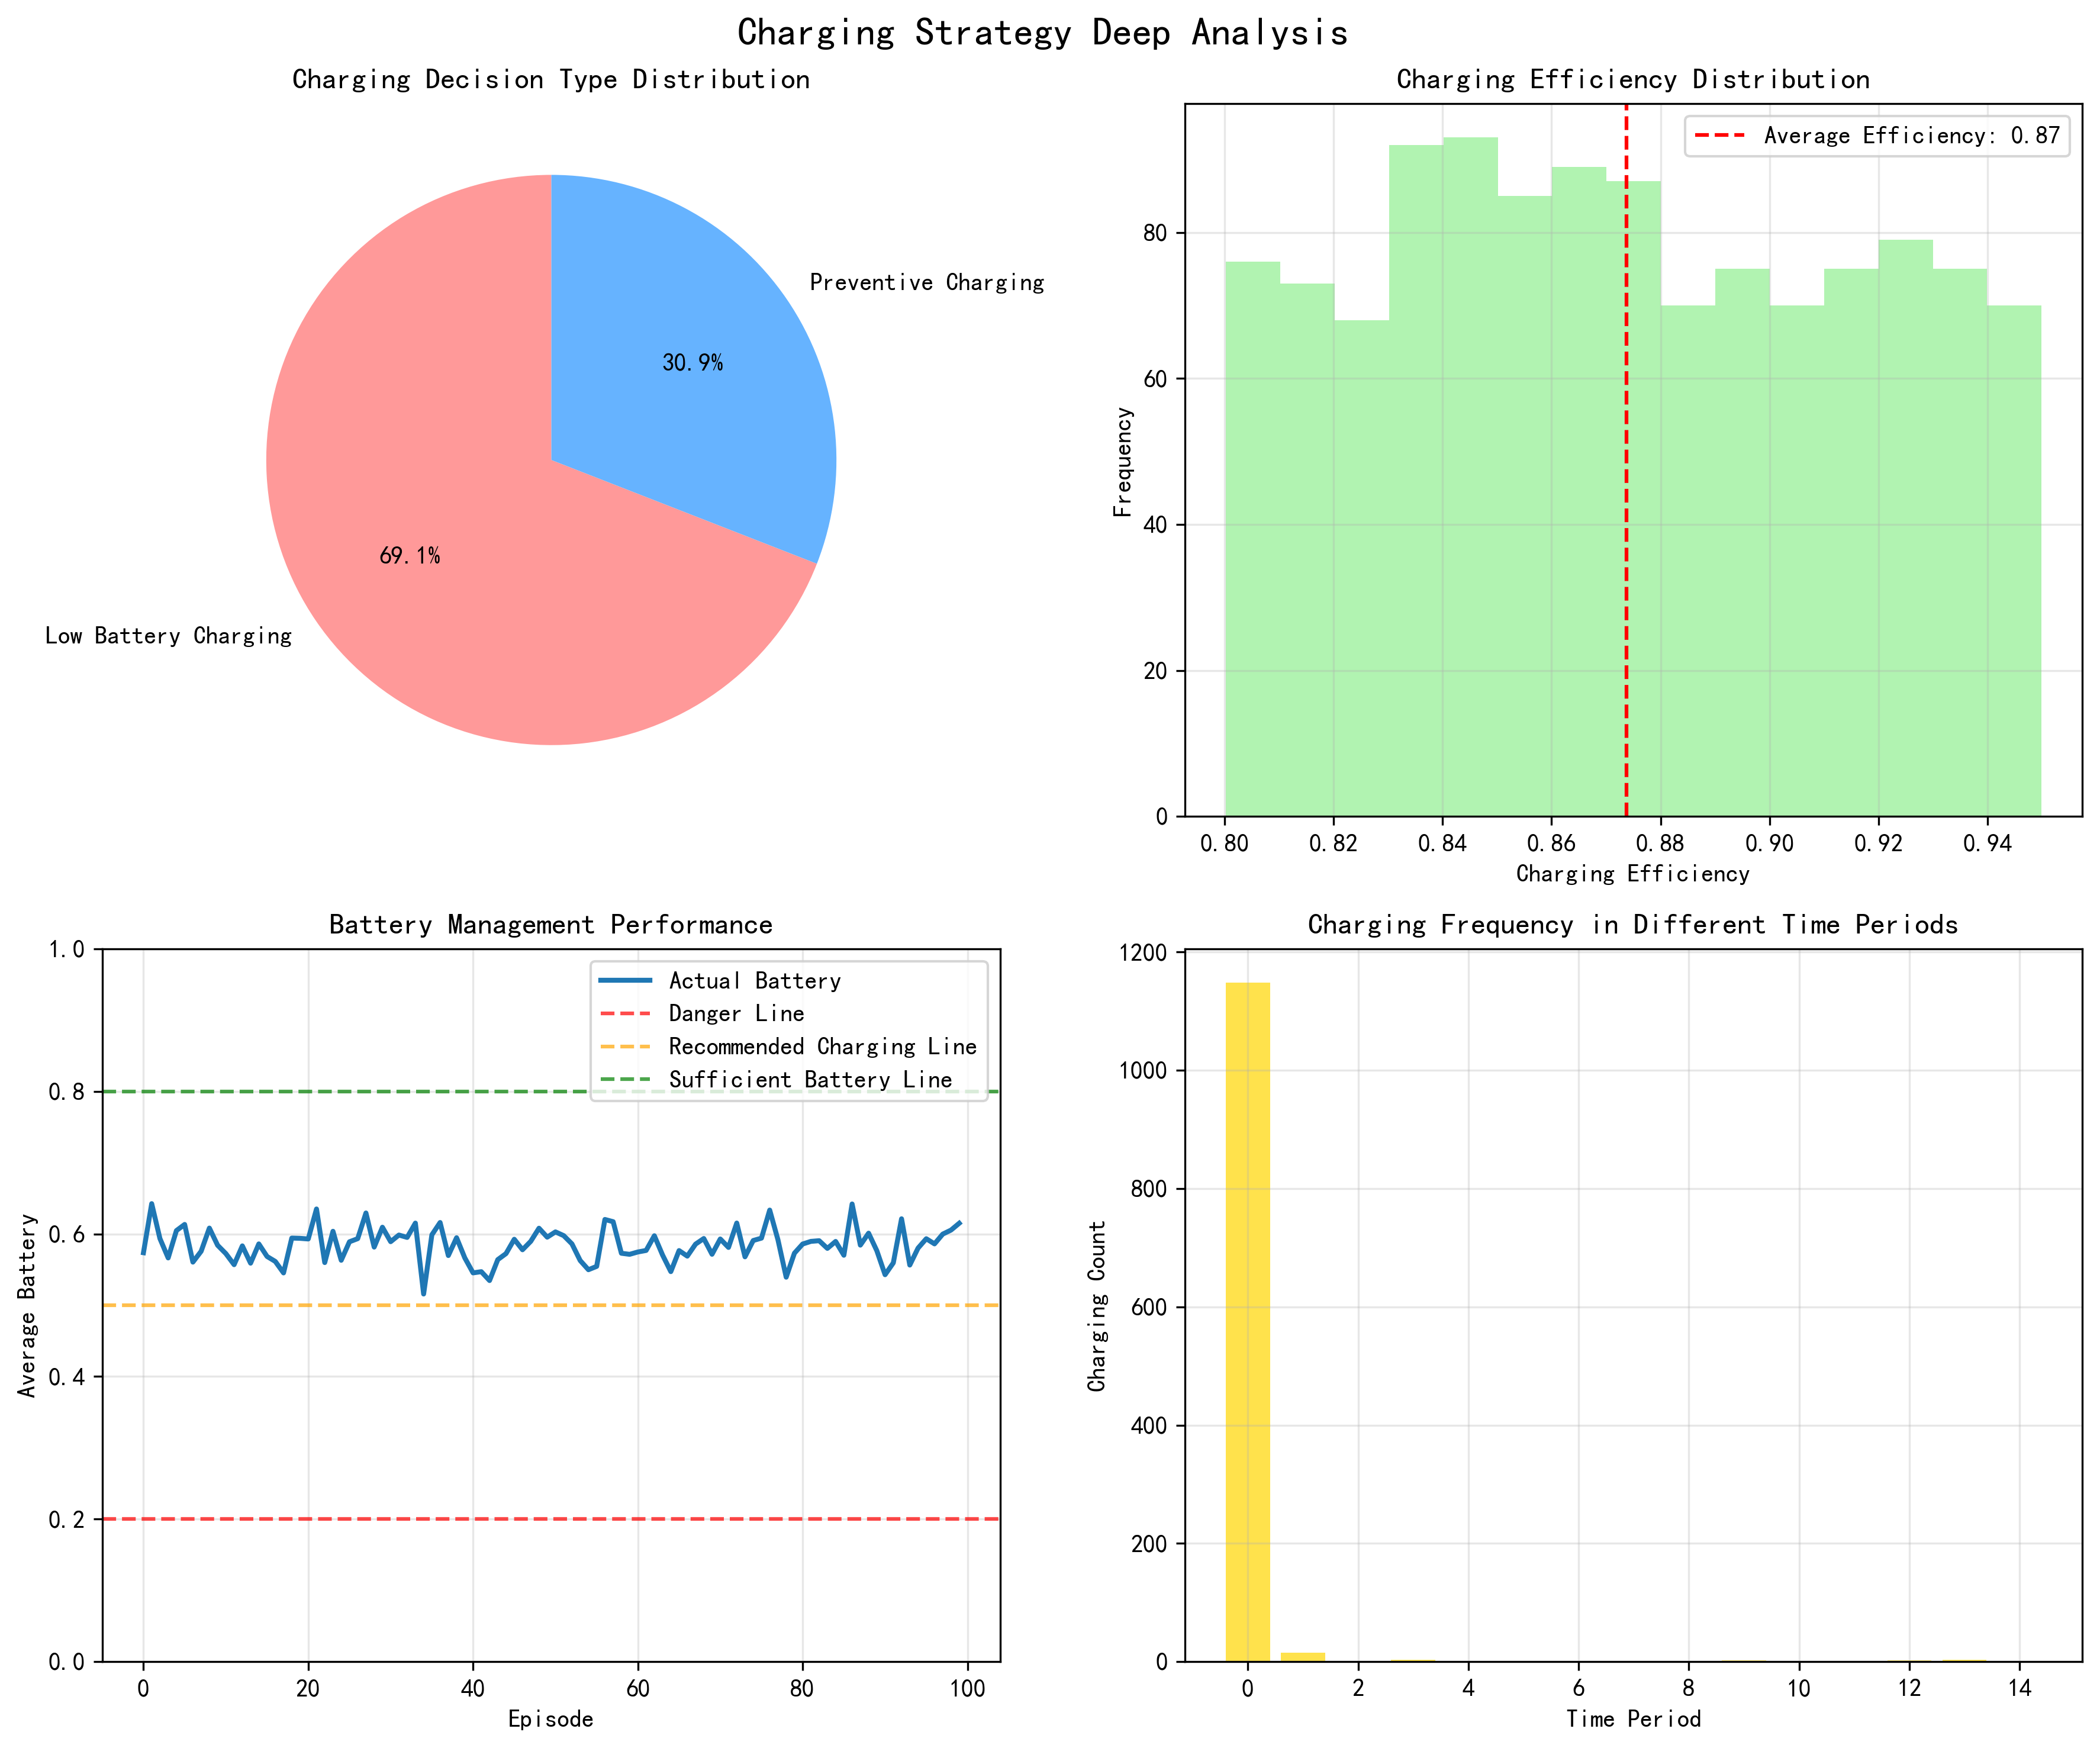 Charging Strategy Deep Analysis
Charging Decision Type Distribution
Preventive Charging
30.9%
69.1%
Low Battery Charging
Charging Efficiency Distribution
Average Efficiency: 0.87
Frequency
80
60
40
20
0
0.80 0.82 0.84 0.86 0.88 0.90 0.92 0.94
Charging Efficiency
Battery Management Performance
Actual Battery
Danger Line
Recommended Charging Line
Sufficient Battery Line
Average Battery
1.0
0.8
0.6
0.4
0.2
0.0
0 20 40 60 80 100
Episode
Charging Frequency in Different Time Periods
Charging Count
1200
1000
800
600
400
200
0
0 2 4 6 8 10 12 14
Time Period